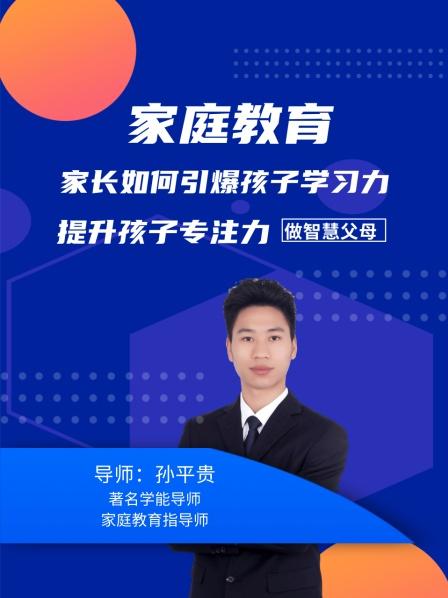 家庭教育
家长如何引爆孩子学习力
提升孩子专注力 做智慧父母
导师：孙平贵
著名学能导师
家庭教育指导师